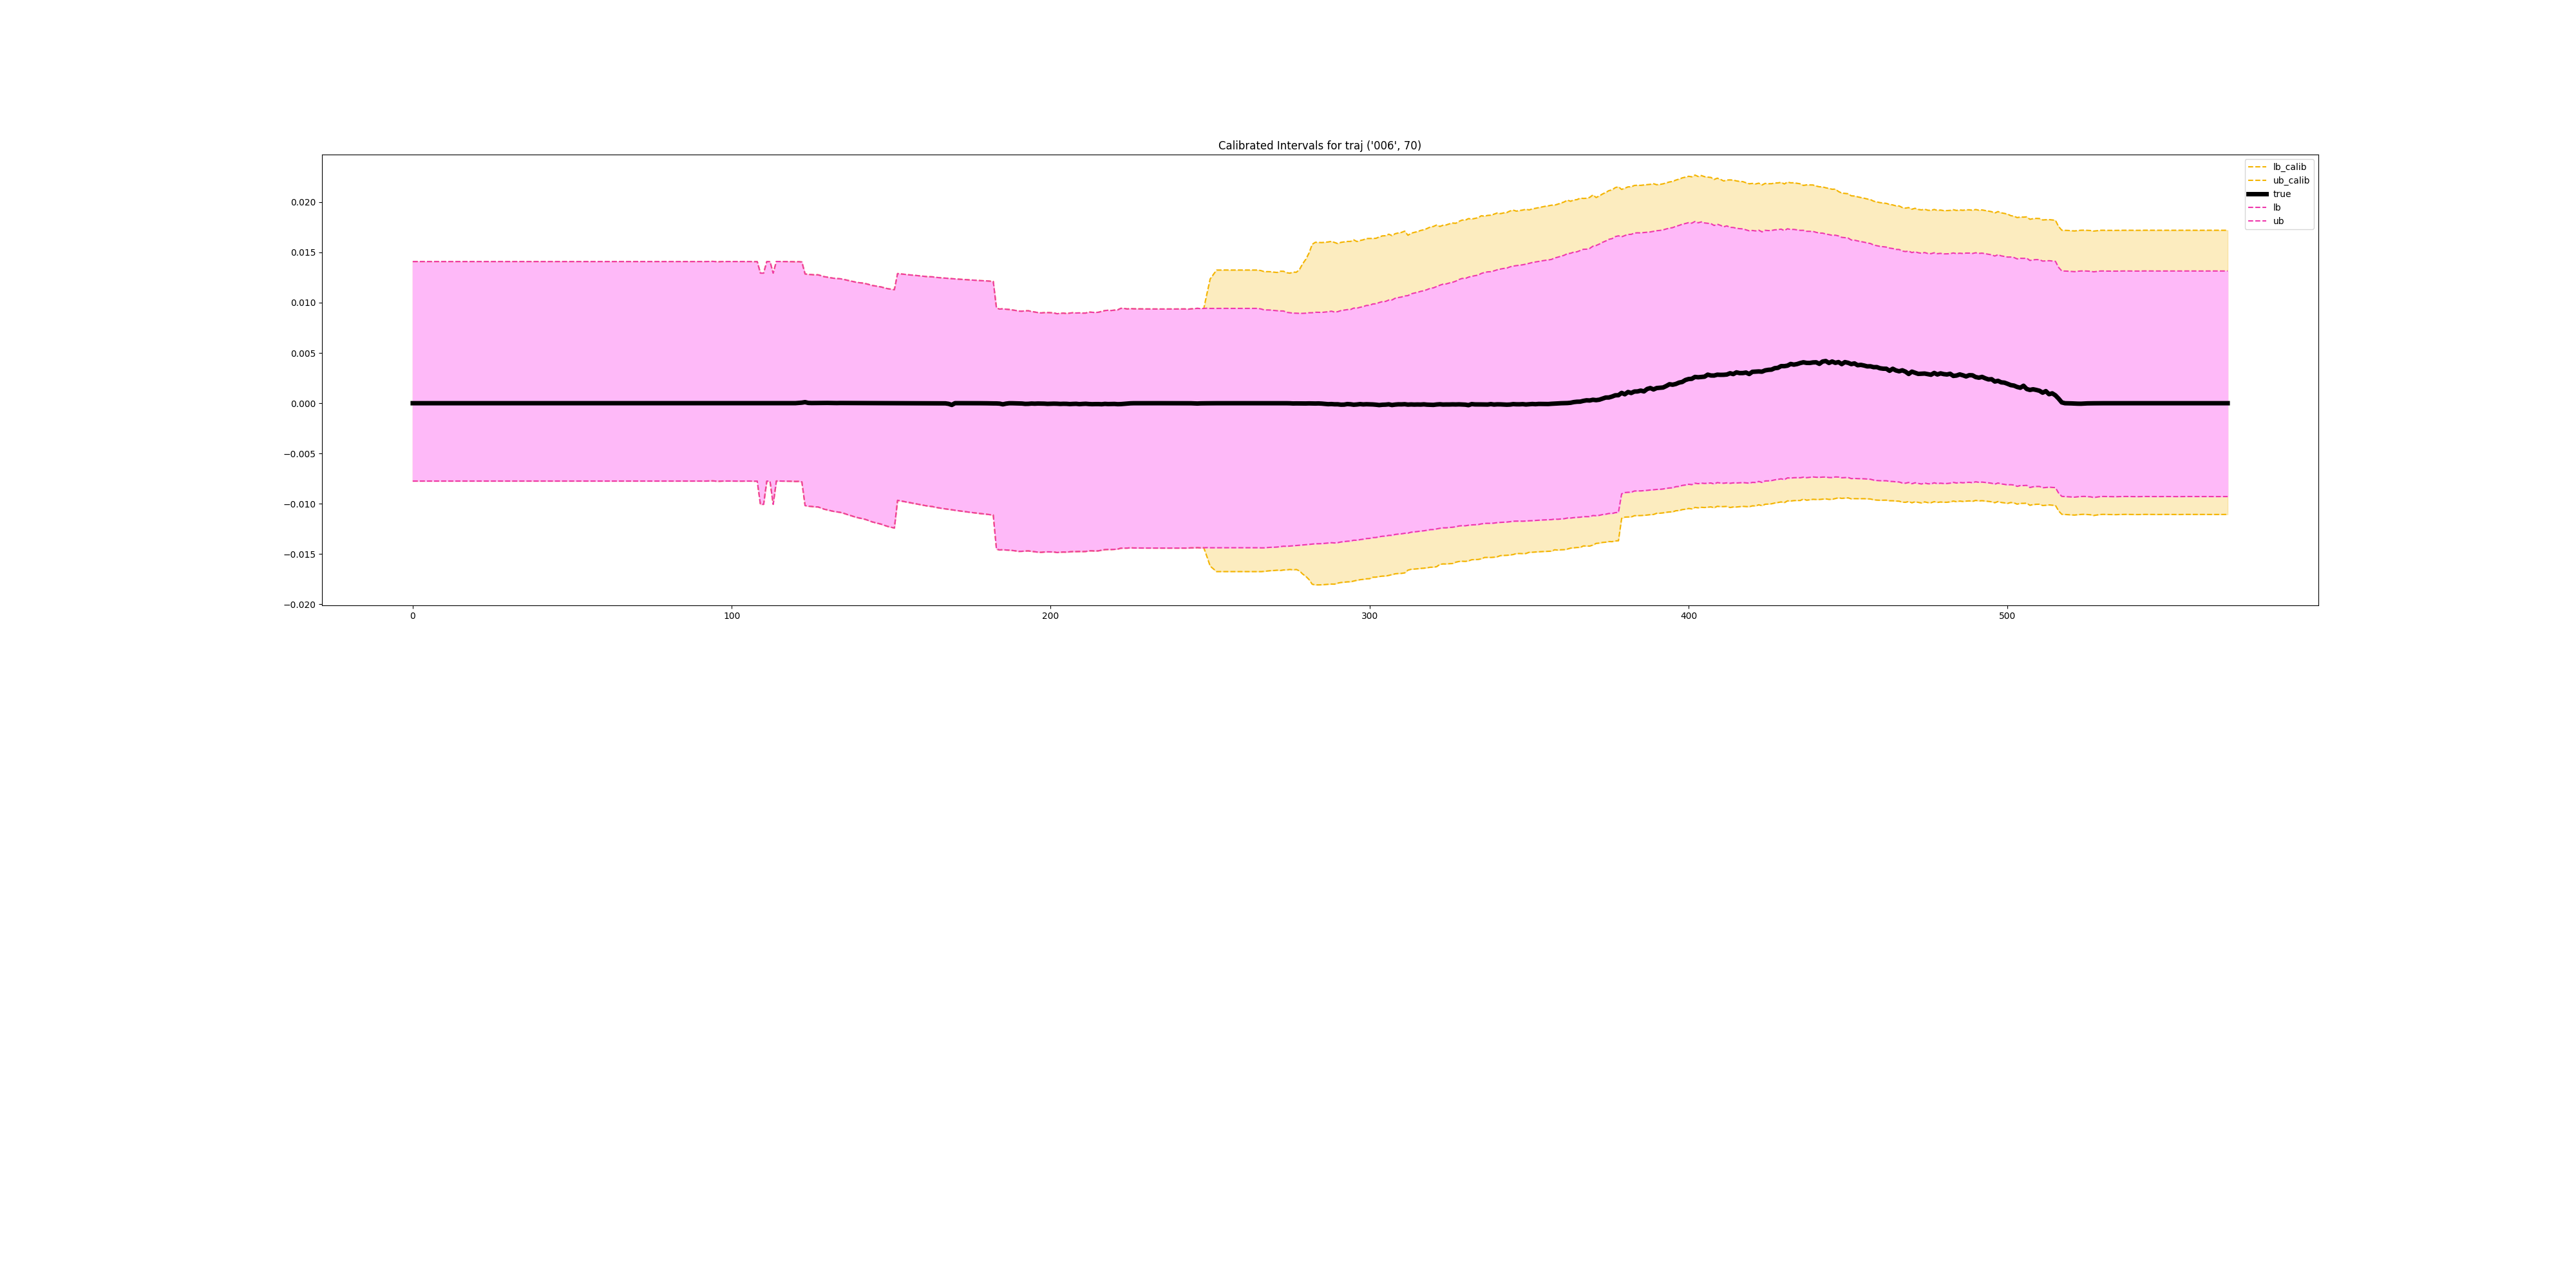 Calibrated Intervals for traj ('006', 70)
lb_calib
ub_calib
true
lb
ub
0.020
0.015
0.010
0.005
0.000
−0.005
−0.010
−0.015
−0.020
0 100 200 300 400 500